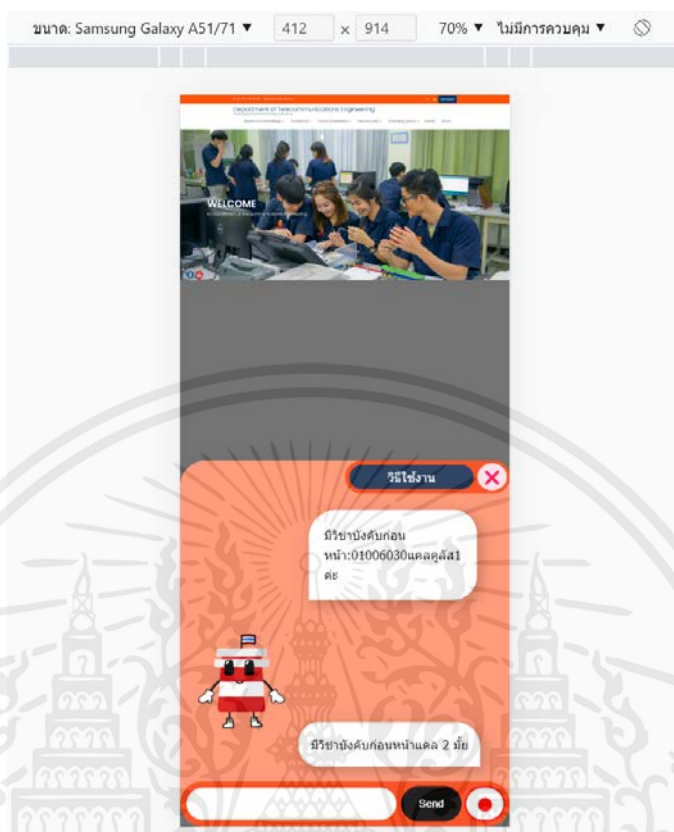 ขนาด: Samsung Galaxy A51/71 ▼ 412 x 914 70% ▼ ไม่มีการควบคุม ▼
Department of Telecommunications Engineering
WELCOME
วิธีใช้งาน
มีวิชาบังคับก่อน
หน้า:01006030แคลคูลัส1
ค่ะ
มีวิชาบังคับก่อนหน้าแคล 2 มั้ย
Send